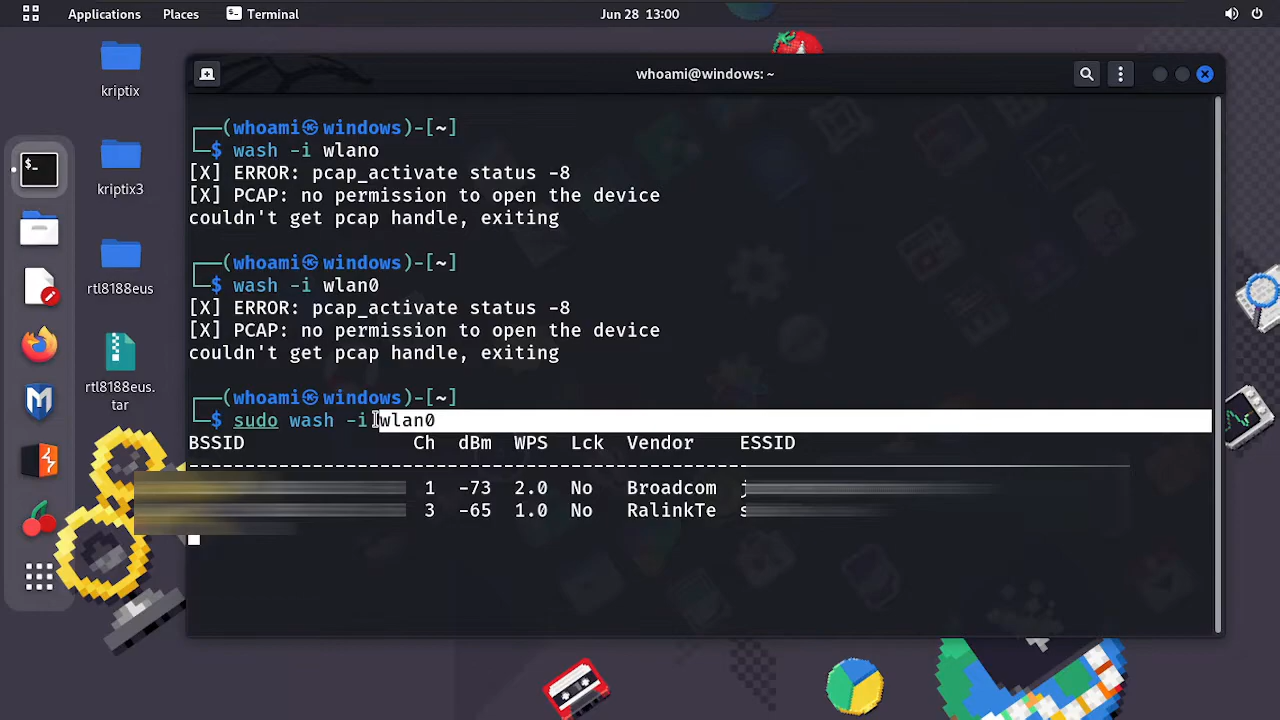 Applications Places Terminal Jun 28 13:00
kriptix
kriptix3
rtl8188eus
rtl8188eus.
tar
whoami@windows: ~
┌──(whoami㉿windows)-[~]
└─$ wash -i wlano
[X] ERROR: pcap_activate status -8
[X] PCAP: no permission to open the device
couldn't get pcap handle, exiting
┌──(whoami㉿windows)-[~]
└─$ wash -i wlan0
[X] ERROR: pcap_activate status -8
[X] PCAP: no permission to open the device
couldn't get pcap handle, exiting
┌──(whoami㉿windows)-[~]
└─$ sudo wash -i wlan0
BSSID Ch dBm WPS Lck Vendor ESSID
1 -73 2.0 No Broadcom
3 -65 1.0 No RalinkTe